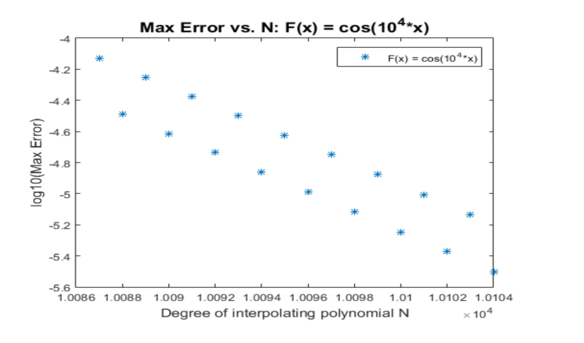 Max Error vs. N: F(x) = cos(10⁴*x)
F(x) = cos(10⁴*x)
log10(Max Error)
-4
-4.2
-4.4
-4.6
-4.8
-5
-5.2
-5.4
-5.6
1.0086 1.0088 1.009 1.0092 1.0094 1.0096 1.0098 1.01 1.0102 1.0104
Degree of interpolating polynomial N
× 10⁴